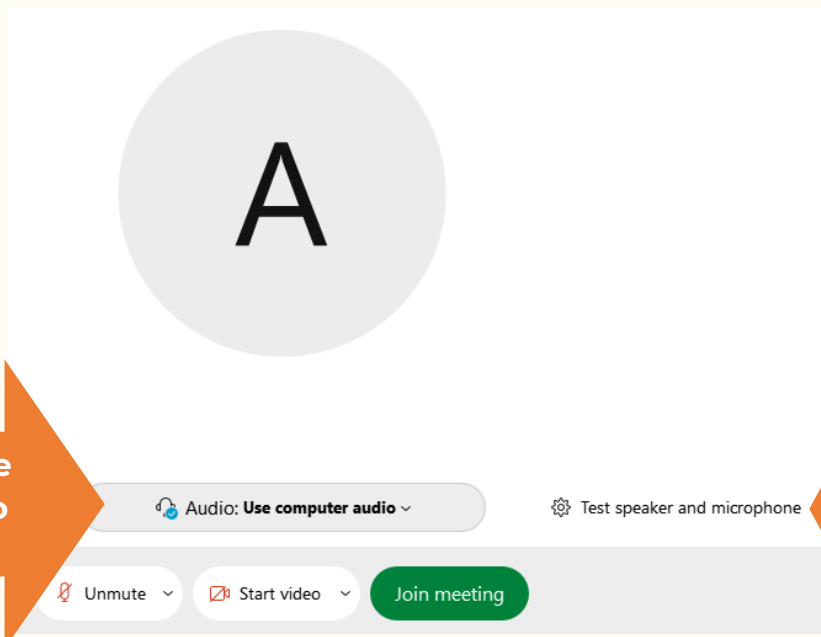 A
Audio: Use computer audio
Test speaker and microphone
Unmute
Start video
Join meeting